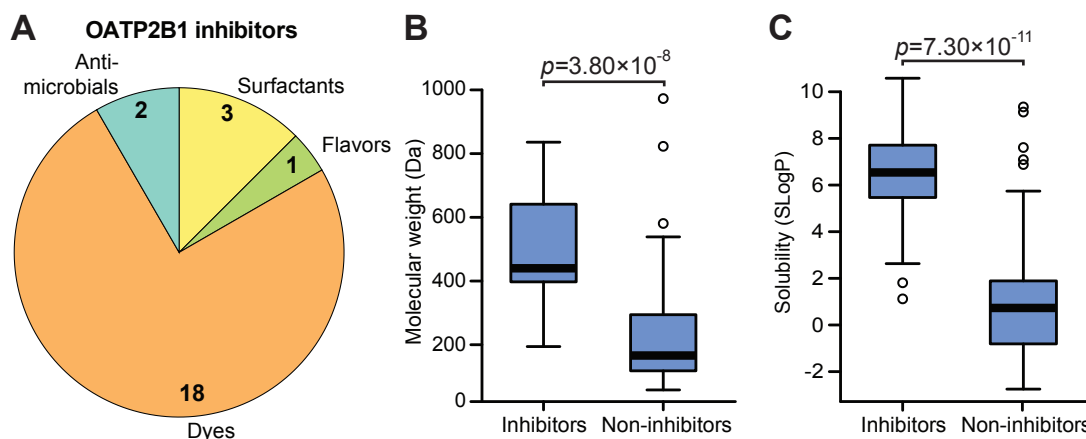 A
OATP2B1 inhibitors
Anti-
microbials
Surfactants
Flavors
2
3
1
18
Dyes
B
p=3.80×10⁻⁸
Molecular weight (Da)
1000
800
600
400
200
0
Inhibitors
Non-inhibitors
C
p=7.30×10⁻¹¹
Solubility (SLogP)
10
8
6
4
2
0
-2
Inhibitors
Non-inhibitors